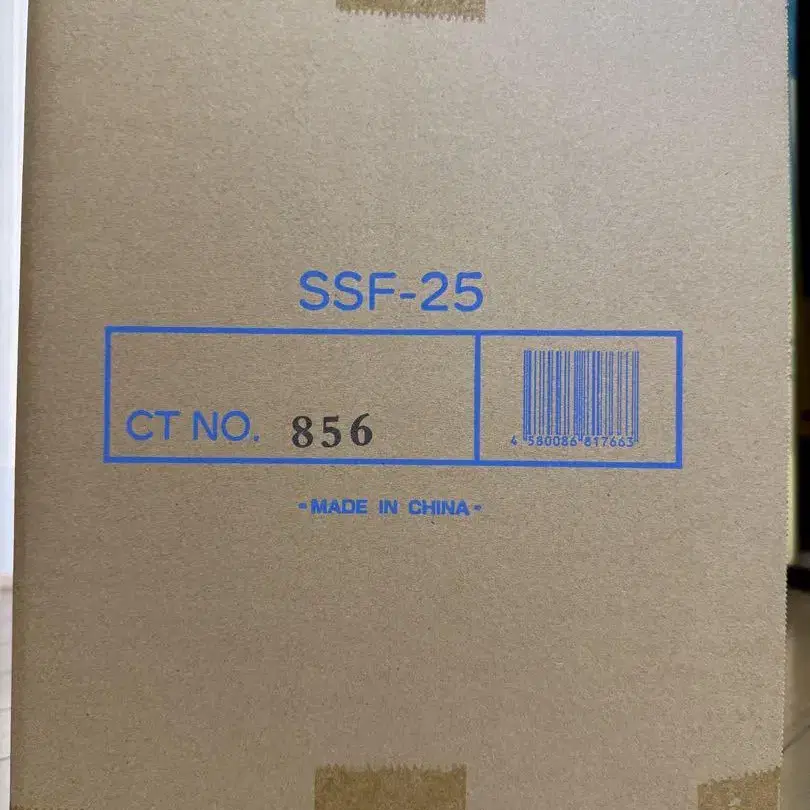 SSF-25
CT NO. 856
4 580086 817663
-MADE IN CHINA-